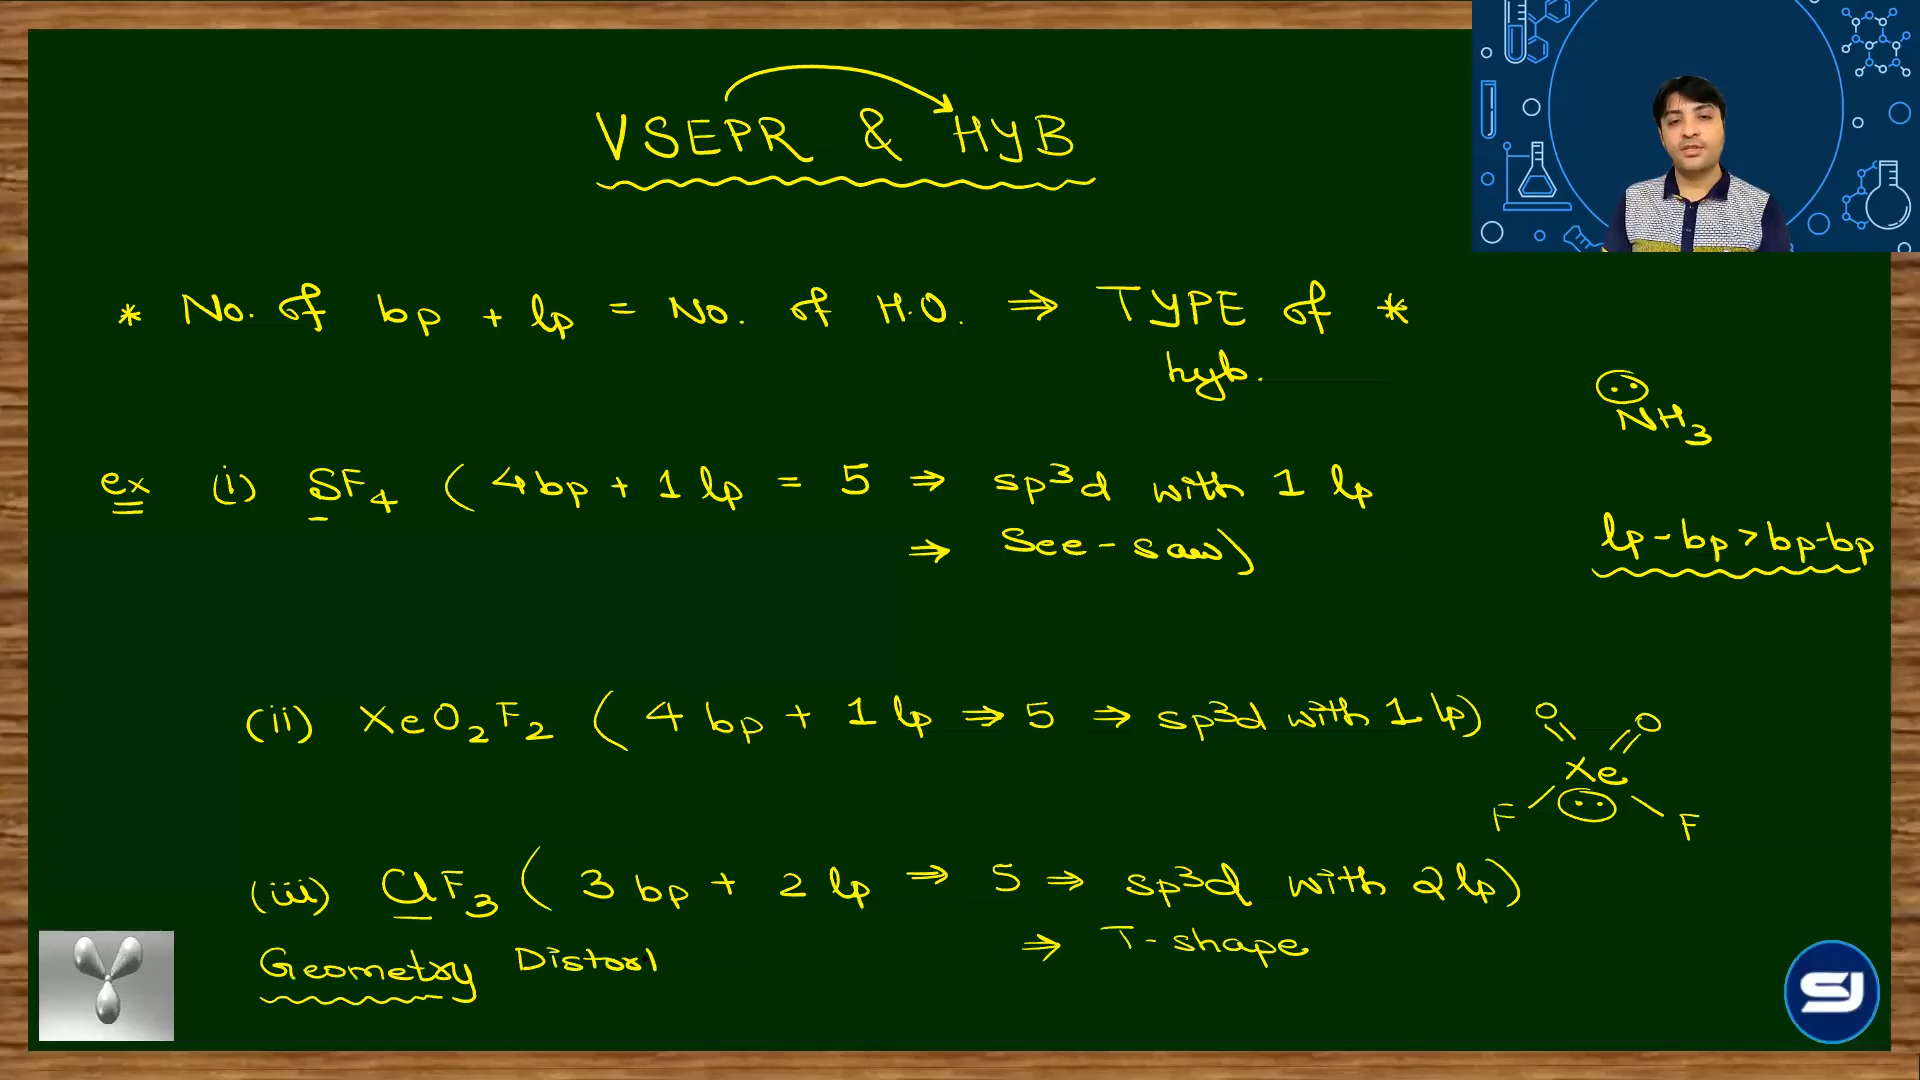 VSEPR & HYB
* No. of bp + lp = No. of H.O. ⇒ TYPE of *
hyb.
NH3
ex (i) SF4 ( 4bp + 1 lp = 5 ⇒ sp³d with 1 lp
⇒ See-saw)
lp-bp > bp-bp
(ii) XeO2F2 ( 4 bp + 1 lp ⇒ 5 ⇒ sp³d with 1 lp)
O O
Xe
F F
(iii) ClF3 ( 3 bp + 2 lp ⇒ 5 ⇒ sp³d with 2 lp)
⇒ T-shape
Geometry Distor
SJ